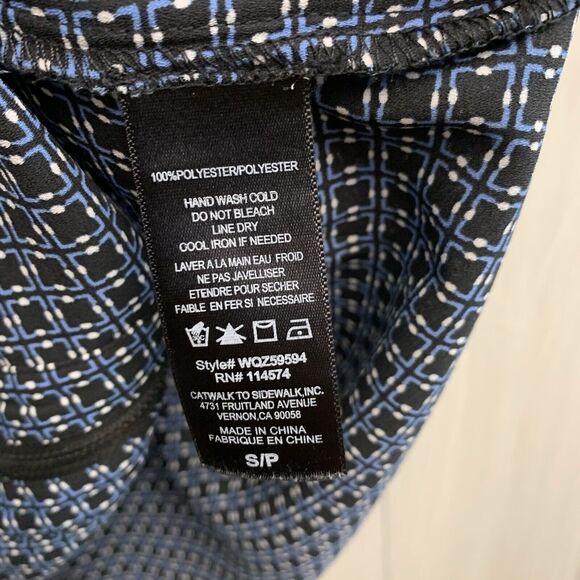 100%POLYESTER/POLYESTER
HAND WASH COLD
DO NOT BLEACH
LINE DRY
COOL IRON IF NEEDED
LAVER A LA MAIN EAU FROID
NE PAS JAVELLISER
ETIENDRE POUR SECHER
FAIBLE EN FER SI NECESSAIRE
Style# WQZ59594
RN# 114574
CATWALK TO SIDEWALK,INC.
4731 FRUITLAND AVENUE
VERNON,CA 90058
MADE IN CHINA
FABRIQUE EN CHINE
S/P